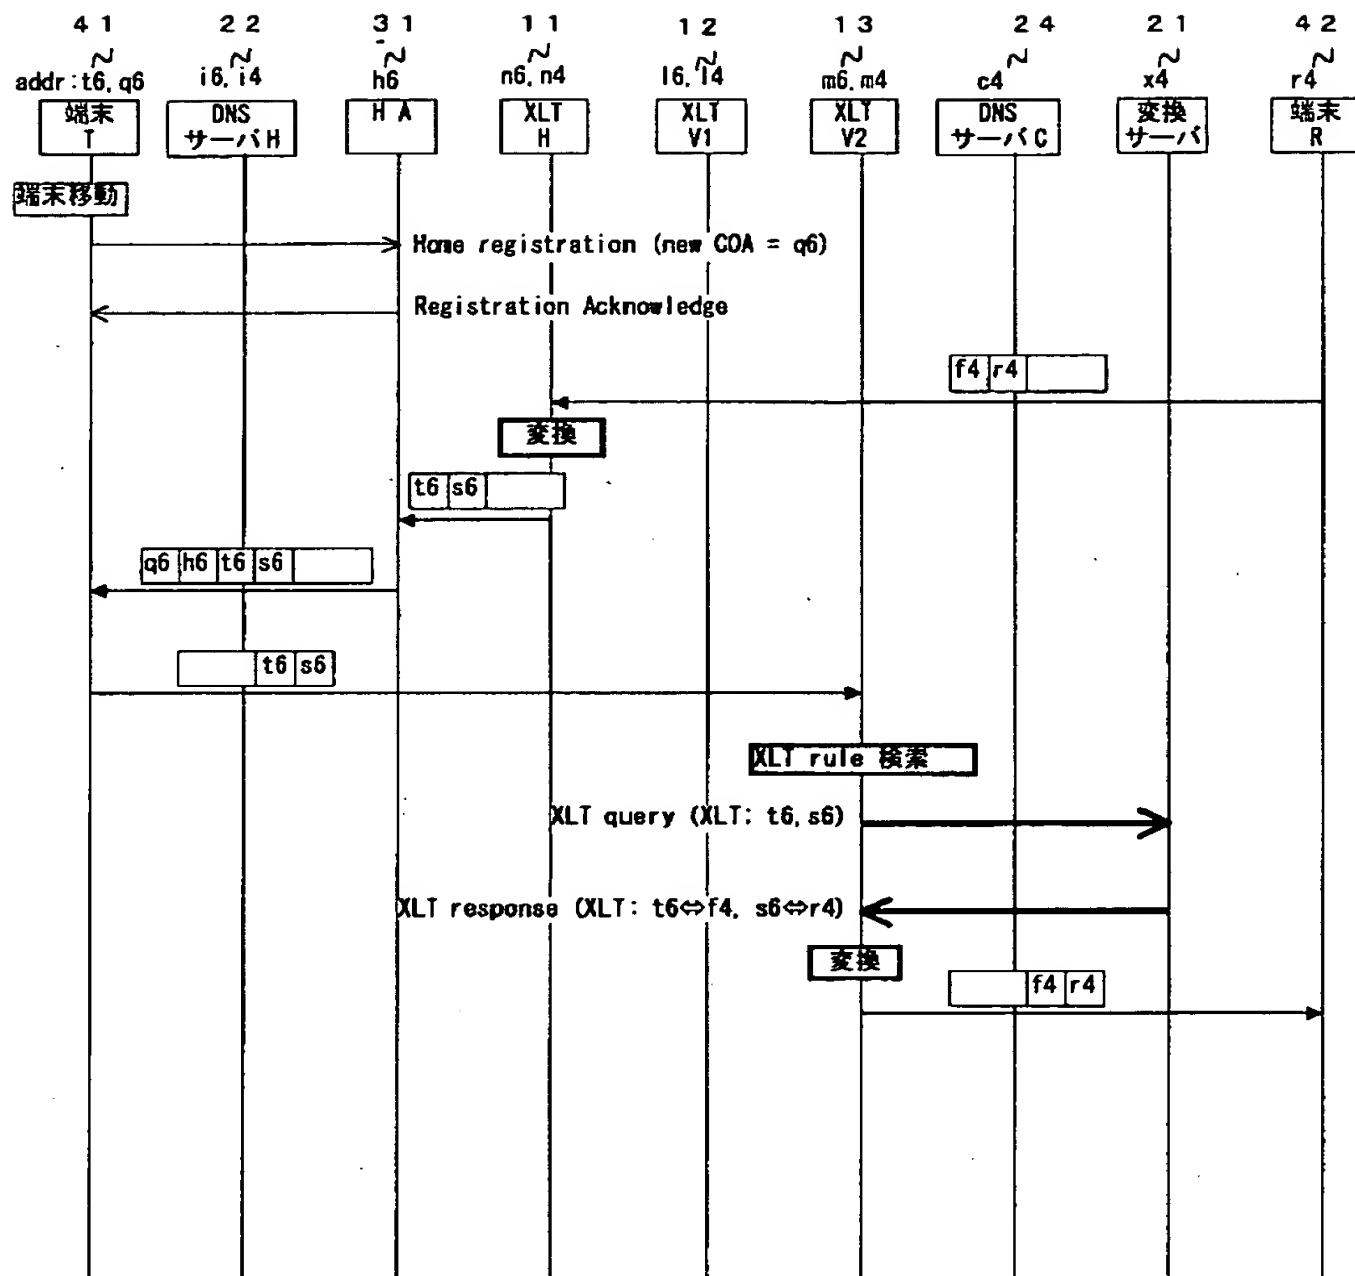 41 22 31 11 12 13 24 21 42
addr:t6,q6 i6,i4 h6 n6,n4 l6,l4 m6,m4 c4 x4 r4
端末 DNS HA XLT XLT XLT DNS 変換 端末
T サーバH H V1 V2 サーバC サーバ R
端末移動
Home registration (new COA = q6)
Registration Acknowledge
f4 r4
変換
t6 s6
q6 h6 t6 s6
t6 s6
XLT rule 検索
XLT query (XLT: t6,s6)
XLT response (XLT: t6⇔f4, s6⇔r4)
変換
f4 r4